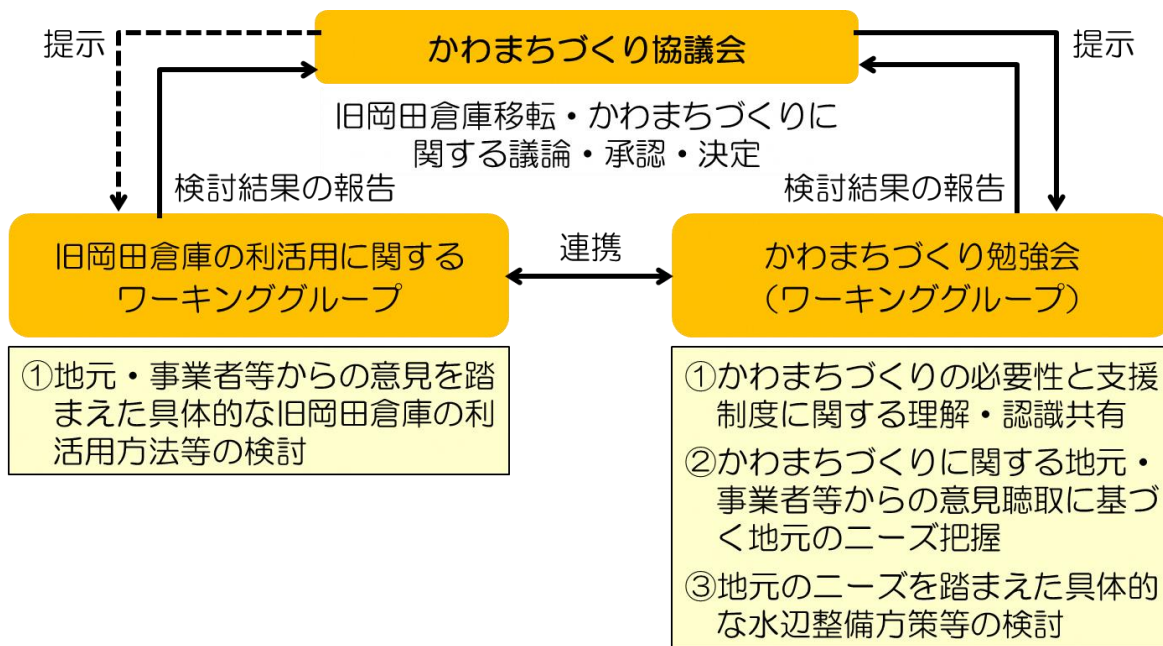 提示
かわまちづくり協議会
提示
旧岡田倉庫移転・かわまちづくりに
関する議論・承認・決定
検討結果の報告
検討結果の報告
旧岡田倉庫の利活用に関する
ワーキンググループ
連携
かわまちづくり勉強会
（ワーキンググループ）
①地元・事業者等からの意見を踏
まえた具体的な旧岡田倉庫の利
活用方法等の検討
①かわまちづくりの必要性と支援
制度に関する理解・認識共有
②かわまちづくりに関する地元・
事業者等からの意見聴取に基づ
く地元のニーズ把握
③地元のニーズを踏まえた具体的
な水辺整備方策等の検討